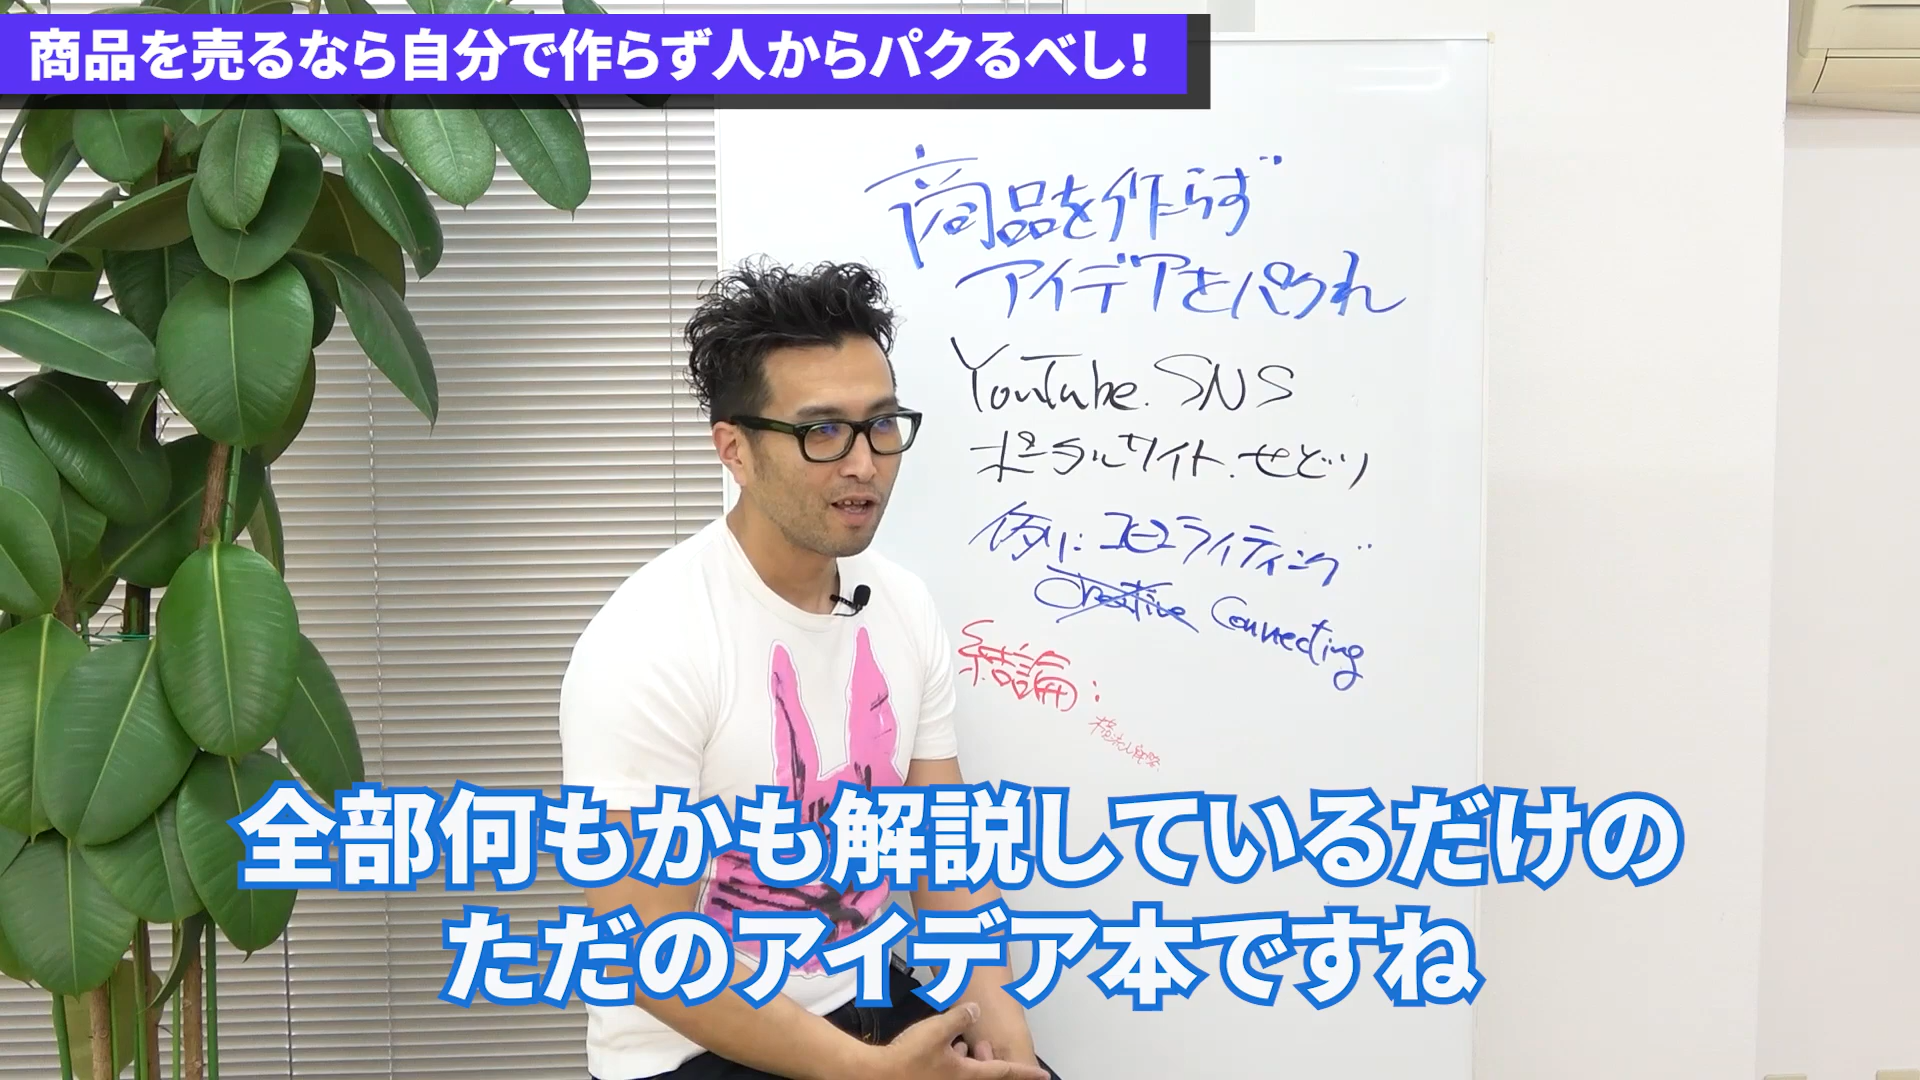 商品を売るなら自分で作らず人からパクるべし!
商品を作らず
アイデアをパクれ
YouTube. SNS
ポータルサイト. せどり
例) : コピーライティング
Creative Connecting
結論 :
全部何もかも解説しているだけの
ただのアイデア本ですね